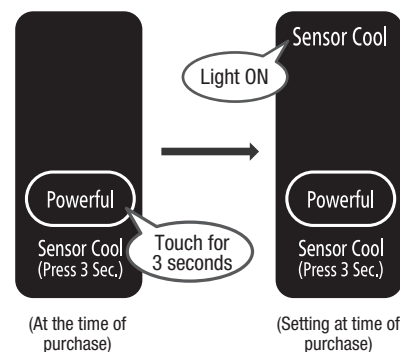 Powerful
Sensor Cool
(Press 3 Sec.)
Touch for
3 seconds
(At the time of
purchase)
Sensor Cool
Light ON
Powerful
Sensor Cool
(Press 3 Sec.)
(Setting at time of
purchase)